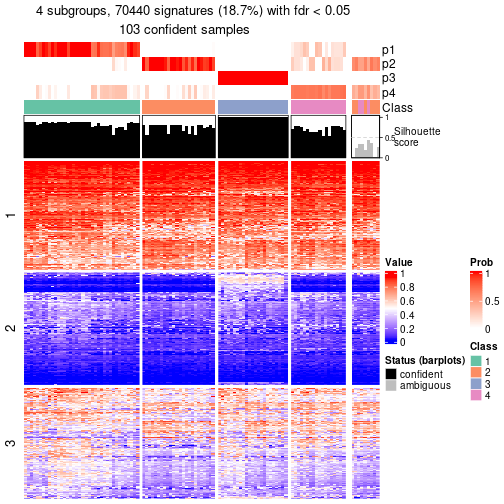 4 subgroups, 70440 signatures (18.7%) with fdr < 0.05
103 confident samples
p1
p2
p3
p4
Class
1
0.5
0
Silhouette
score
1
2
3
Value
1
0.8
0.6
0.4
0.2
0
Status (barplots)
confident
ambiguous
Prob
1
0.5
0
Class
1
2
3
4